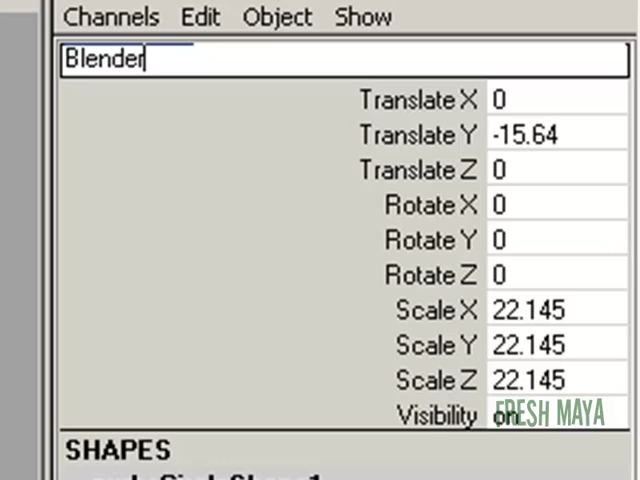 Channels Edit Object Show
Blender
Translate X 0
Translate Y -15.64
Translate Z 0
Rotate X 0
Rotate Y 0
Rotate Z 0
Scale X 22.145
Scale Y 22.145
Scale Z 22.145
Visibility on
FRESH MAYA
SHAPES